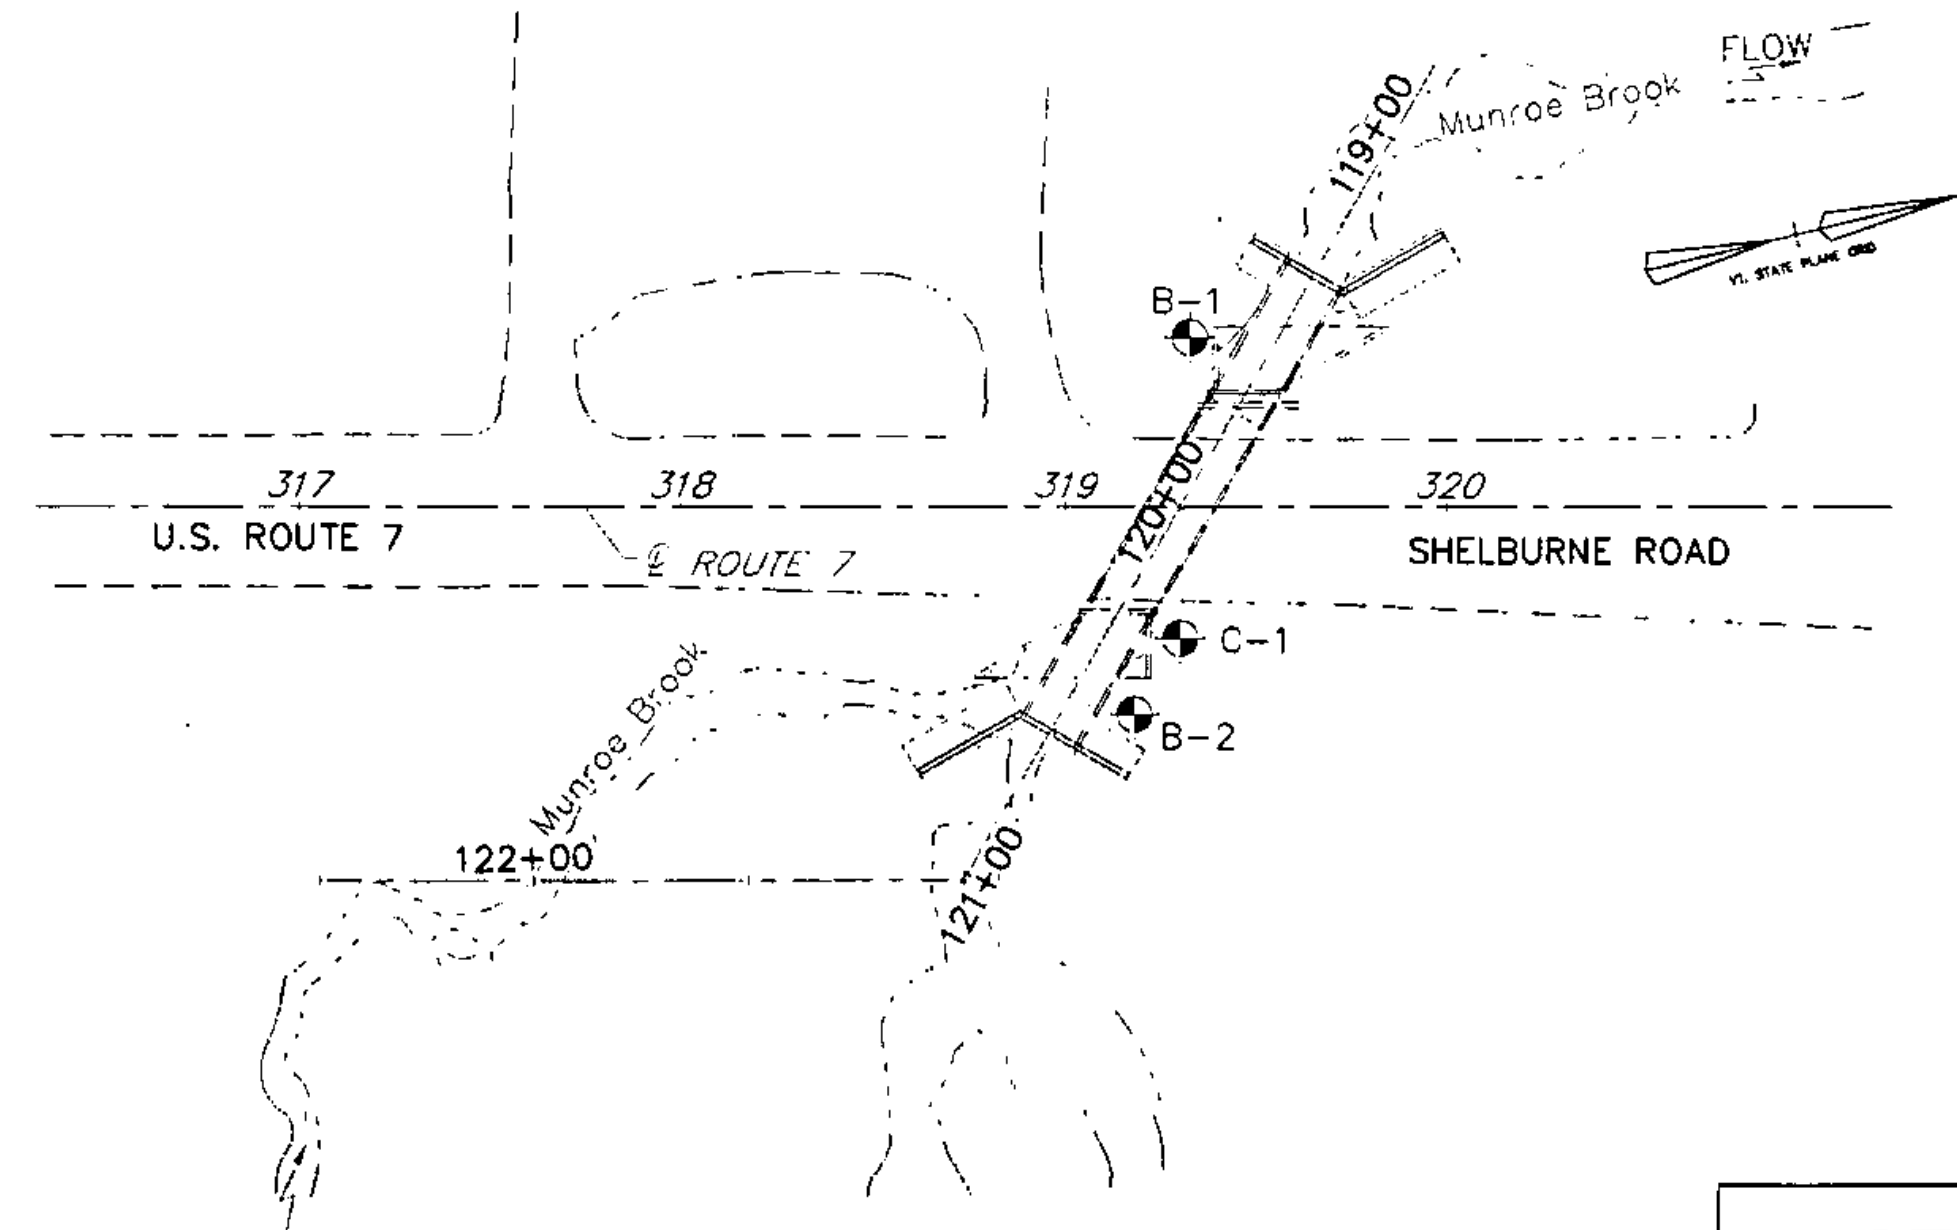 FLOW
119+00
Munroe Brook
VT. STATE PLANE GRID
B-1
317
318
319
320
120+00
U.S. ROUTE 7
℄ ROUTE 7
SHELBURNE ROAD
C-1
Munroe Brook
B-2
122+00
121+00